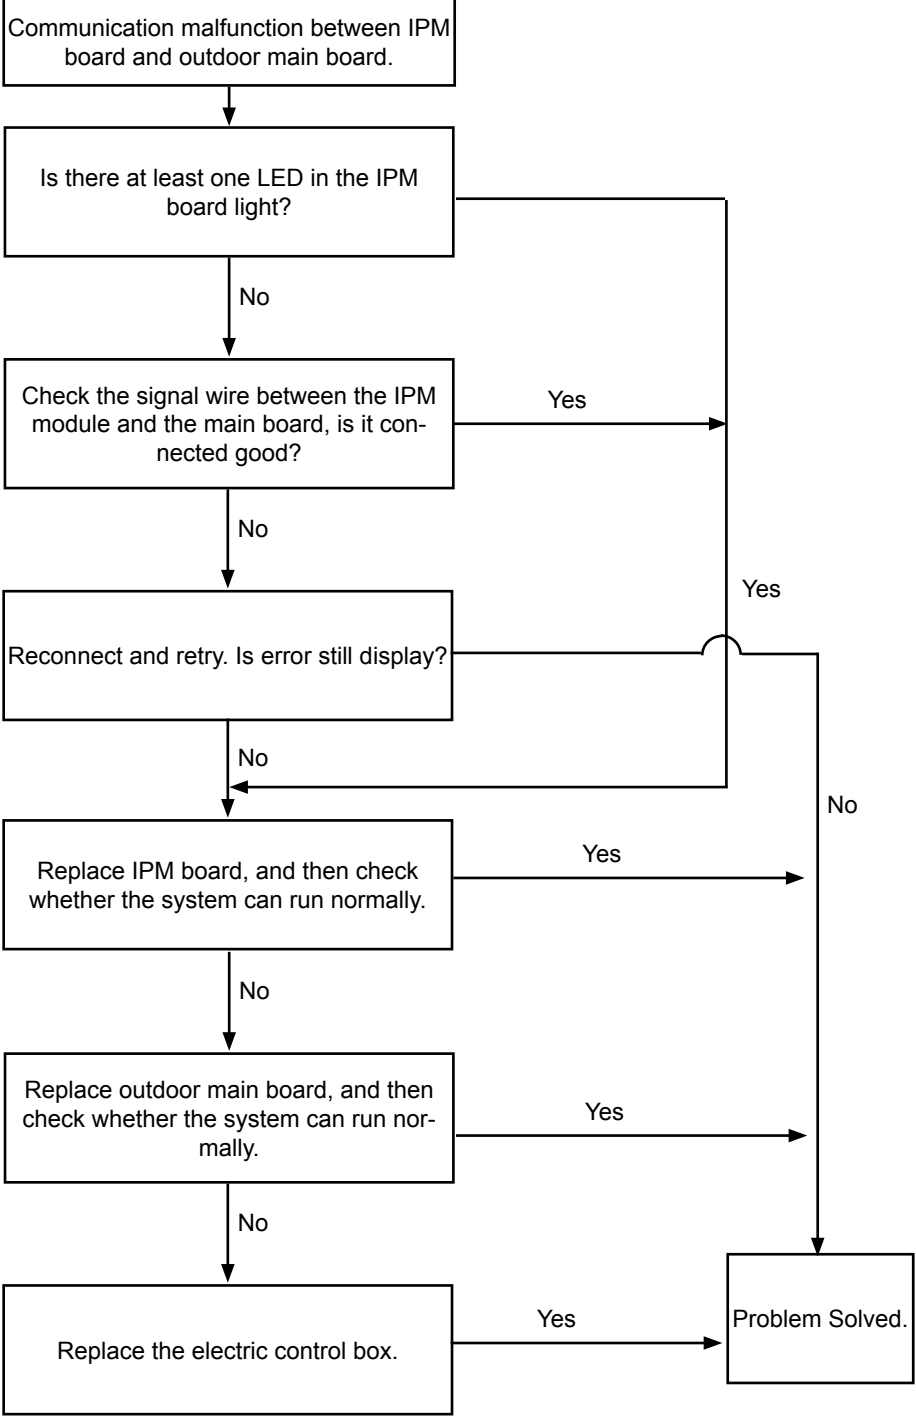 Communication malfunction between IPM
board and outdoor main board.
Is there at least one LED in the IPM
board light?
No
Check the signal wire between the IPM
module and the main board, is it con-
nected good?
Yes
No
Yes
Reconnect and retry. Is error still display?
No
No
Replace IPM board, and then check
whether the system can run normally.
Yes
No
Replace outdoor main board, and then
check whether the system can run nor-
mally.
Yes
No
Replace the electric control box.
Yes
Problem Solved.